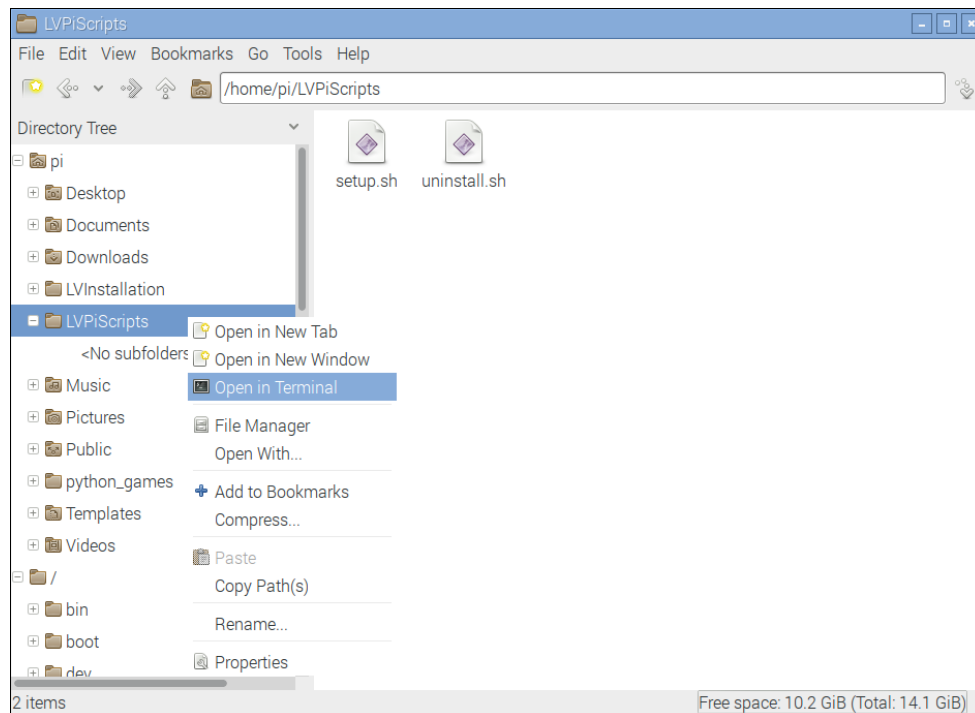 LVPiScripts
File Edit View Bookmarks Go Tools Help
/home/pi/LVPiScripts
Directory Tree
pi
Desktop
Documents
Downloads
LVInstallation
LVPiScripts
<No subfolders
Music
Pictures
Public
python_games
Templates
Videos
/
bin
boot
dev
setup.sh uninstall.sh
Open in New Tab
Open in New Window
Open in Terminal
File Manager
Open With...
Add to Bookmarks
Compress...
Paste
Copy Path(s)
Rename...
Properties
2 items
Free space: 10.2 GiB (Total: 14.1 GiB)